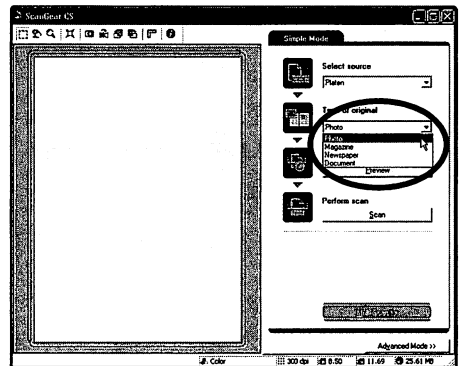 ScanGear CS
Simple Mode
Select source
Platen
Type of original
Photo
Photo
Magazine
Newspaper
Document
Preview
Perform scan
Scan
Advanced Mode >>
Color
300 dpi
8.50
11.69
25.61 MB